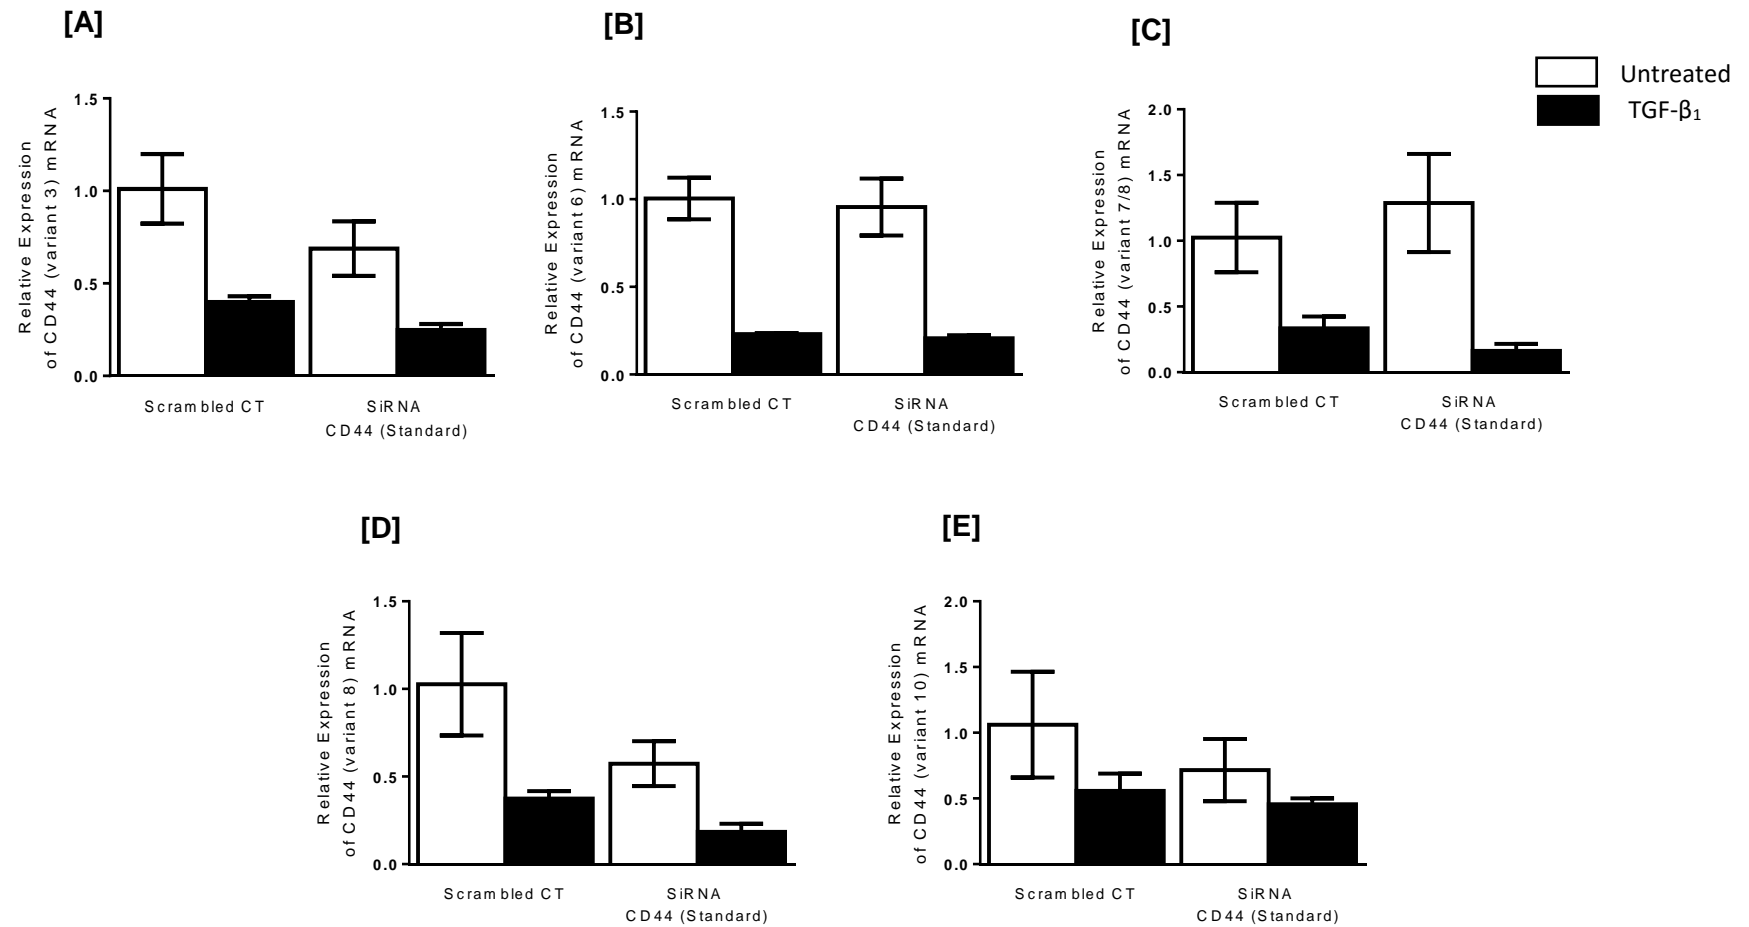 [A]
Relative Expression
of CD44 (variant 3) mRNA
1.5
1.0
0.5
0.0
Scrambled CT
SiRNA
CD44 (Standard)
[B]
Relative Expression
of CD44 (variant 6) mRNA
1.5
1.0
0.5
0.0
Scrambled CT
SiRNA
CD44 (Standard)
[C]
Relative Expression
of CD44 (variant 7/8) mRNA
2.0
1.5
1.0
0.5
0.0
Scrambled CT
SiRNA
CD44 (Standard)
Untreated
TGF-β₁
[D]
Relative Expression
of CD44 (variant 8) mRNA
1.5
1.0
0.5
0.0
Scrambled CT
SiRNA
CD44 (Standard)
[E]
Relative Expression
of CD44 (variant 10) mRNA
2.0
1.5
1.0
0.5
0.0
Scrambled CT
SiRNA
CD44 (Standard)